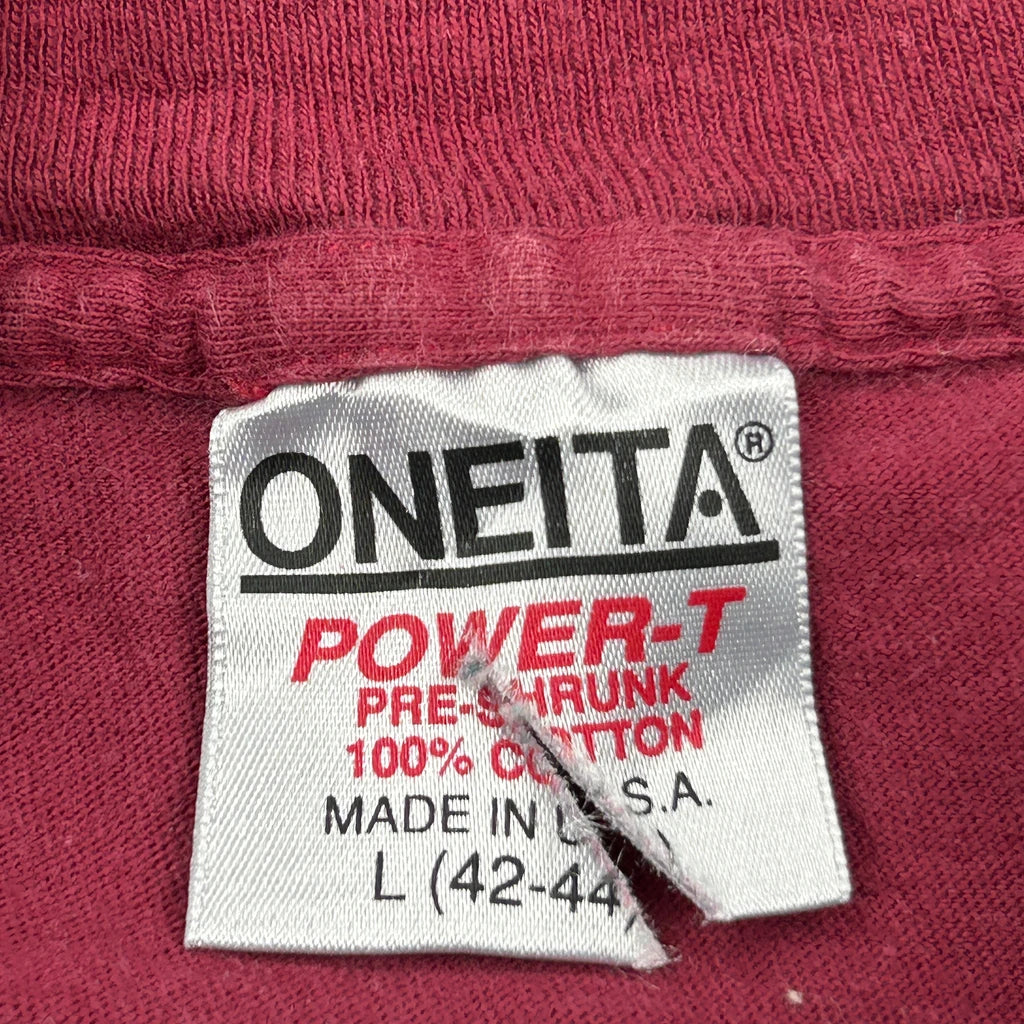 ONEITA®
POWER-T
PRE-SHRUNK
100% COTTON
MADE IN U.S.A.
L (42-44)